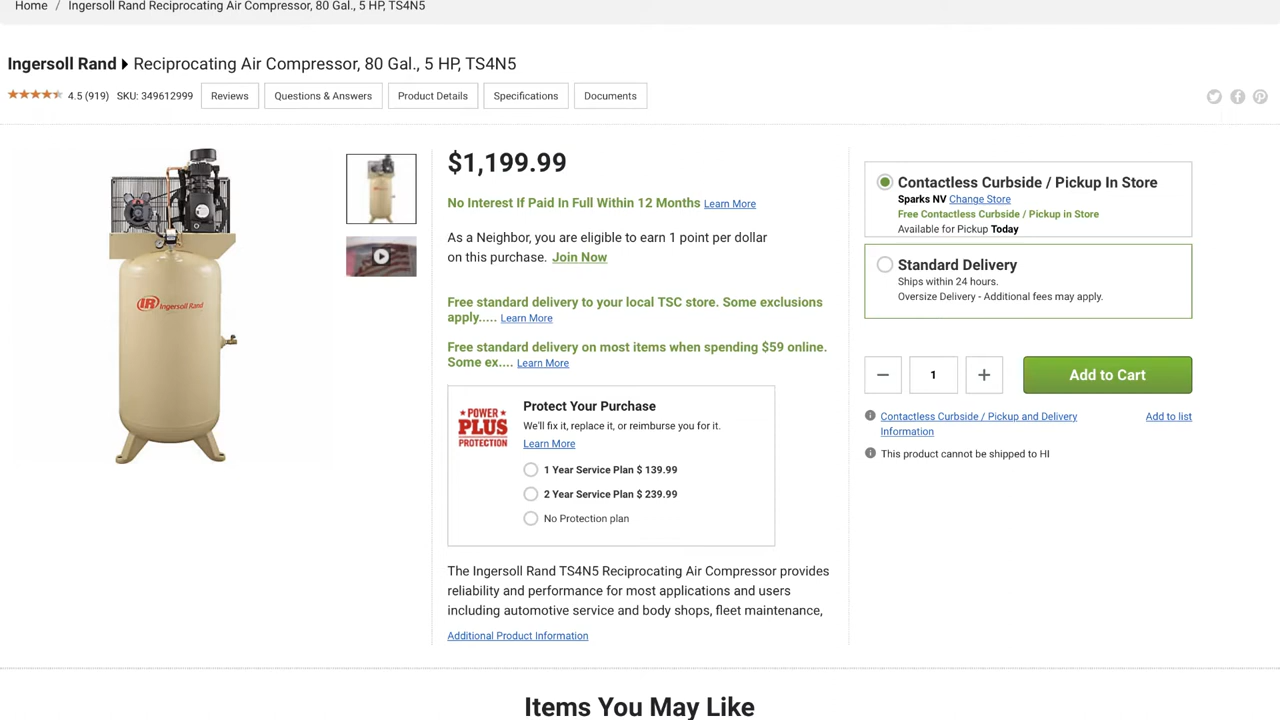 Home / Ingersoll Rand Reciprocating Air Compressor, 80 Gal., 5 HP, TS4N5
Ingersoll Rand Reciprocating Air Compressor, 80 Gal., 5 HP, TS4N5
4.5 (919) SKU: 349612999 Reviews Questions & Answers Product Details Specifications Documents
IR Ingersoll Rand
$1,199.99
No Interest If Paid In Full Within 12 Months Learn More
As a Neighbor, you are eligible to earn 1 point per dollar
on this purchase. Join Now
Free standard delivery to your local TSC store. Some exclusions
apply..... Learn More
Free standard delivery on most items when spending $59 online.
Some ex.... Learn More
POWER
PLUS
PROTECTION
Protect Your Purchase
We'll fix it, replace it, or reimburse you for it.
Learn More
1 Year Service Plan $ 139.99
2 Year Service Plan $ 239.99
No Protection plan
The Ingersoll Rand TS4N5 Reciprocating Air Compressor provides
reliability and performance for most applications and users
including automotive service and body shops, fleet maintenance,
Additional Product Information
Contactless Curbside / Pickup In Store
Sparks NV Change Store
Free Contactless Curbside / Pickup in Store
Available for Pickup Today
Standard Delivery
Ships within 24 hours.
Oversize Delivery - Additional fees may apply.
1
Add to Cart
Contactless Curbside / Pickup and Delivery
Information
Add to list
This product cannot be shipped to HI
Items You May Like